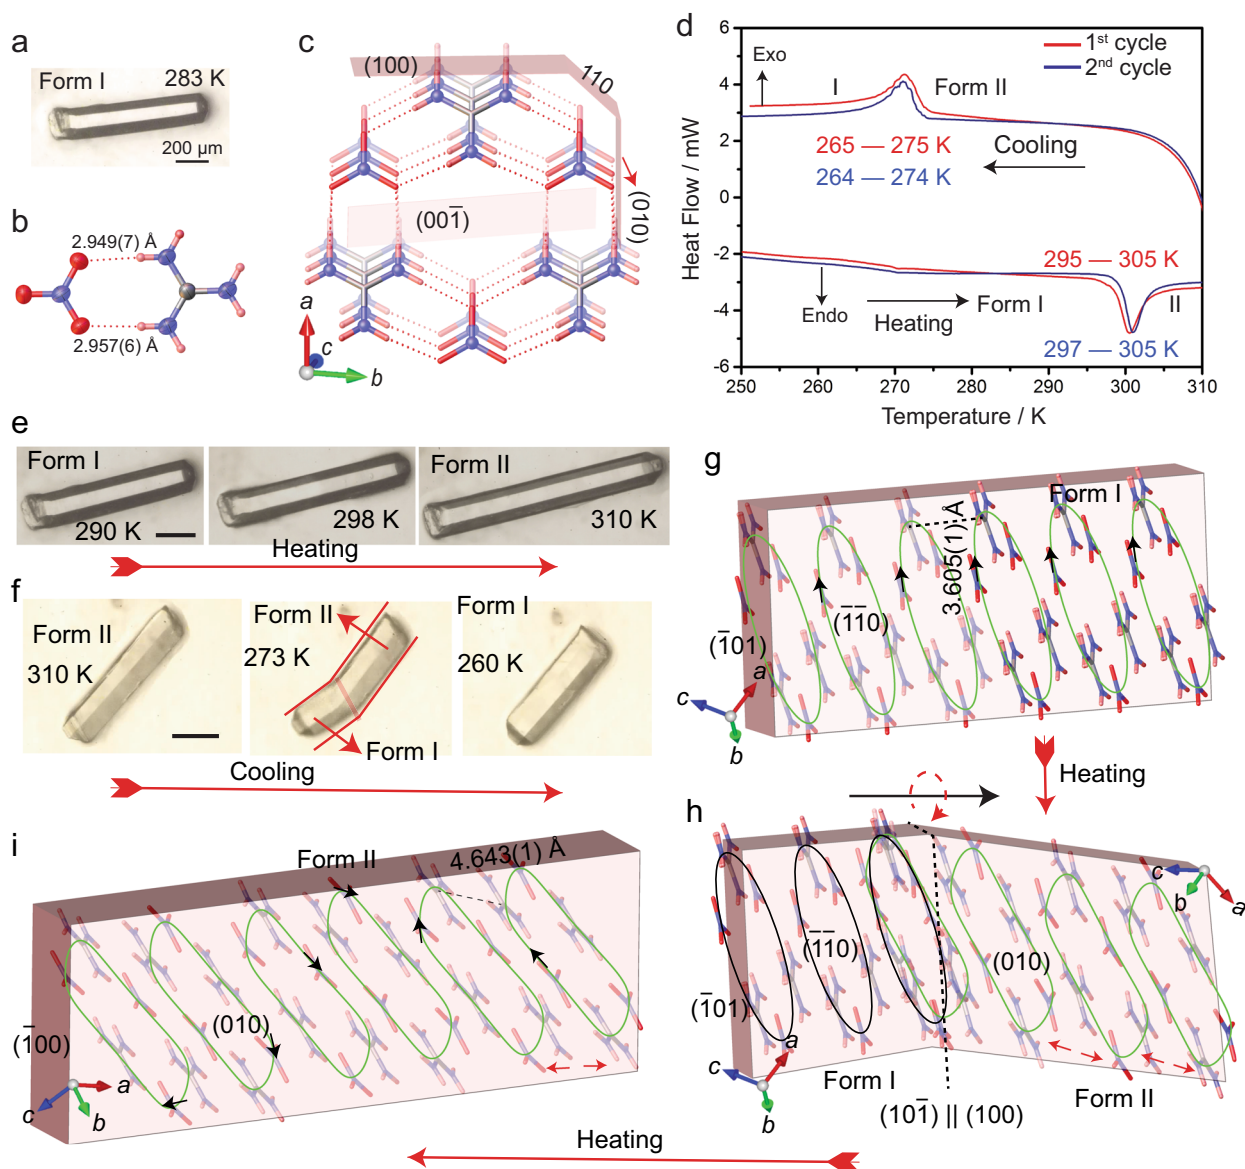 a
Form I
283 K
200 μm
b
2.949(7) Å
2.957(6) Å
c
(100)
110
(010)
(001̄)
a
c
b
d
Heat Flow / mW
6
4
2
0
-2
-4
-6
250 260 270 280 290 300 310
Temperature / K
1st cycle
2nd cycle
Exo
I
Form II
265 — 275 K
264 — 274 K
Cooling
295 — 305 K
Form I
II
Endo
Heating
297 — 305 K
e
Form I
290 K
298 K
Form II
310 K
Heating
f
Form II
310 K
Form II
273 K
Form I
Form I
260 K
Cooling
g
Form I
3.605(1) Å
(1̄1̄0)
(1̄01)
a
c
b
Heating
h
(1̄1̄0)
(010)
(1̄01)
c
b
a
a
c
b
Form I
Form II
(101̄) || (100)
i
Form II
4.643(1) Å
(010)
(1̄00)
a
c
b
Heating